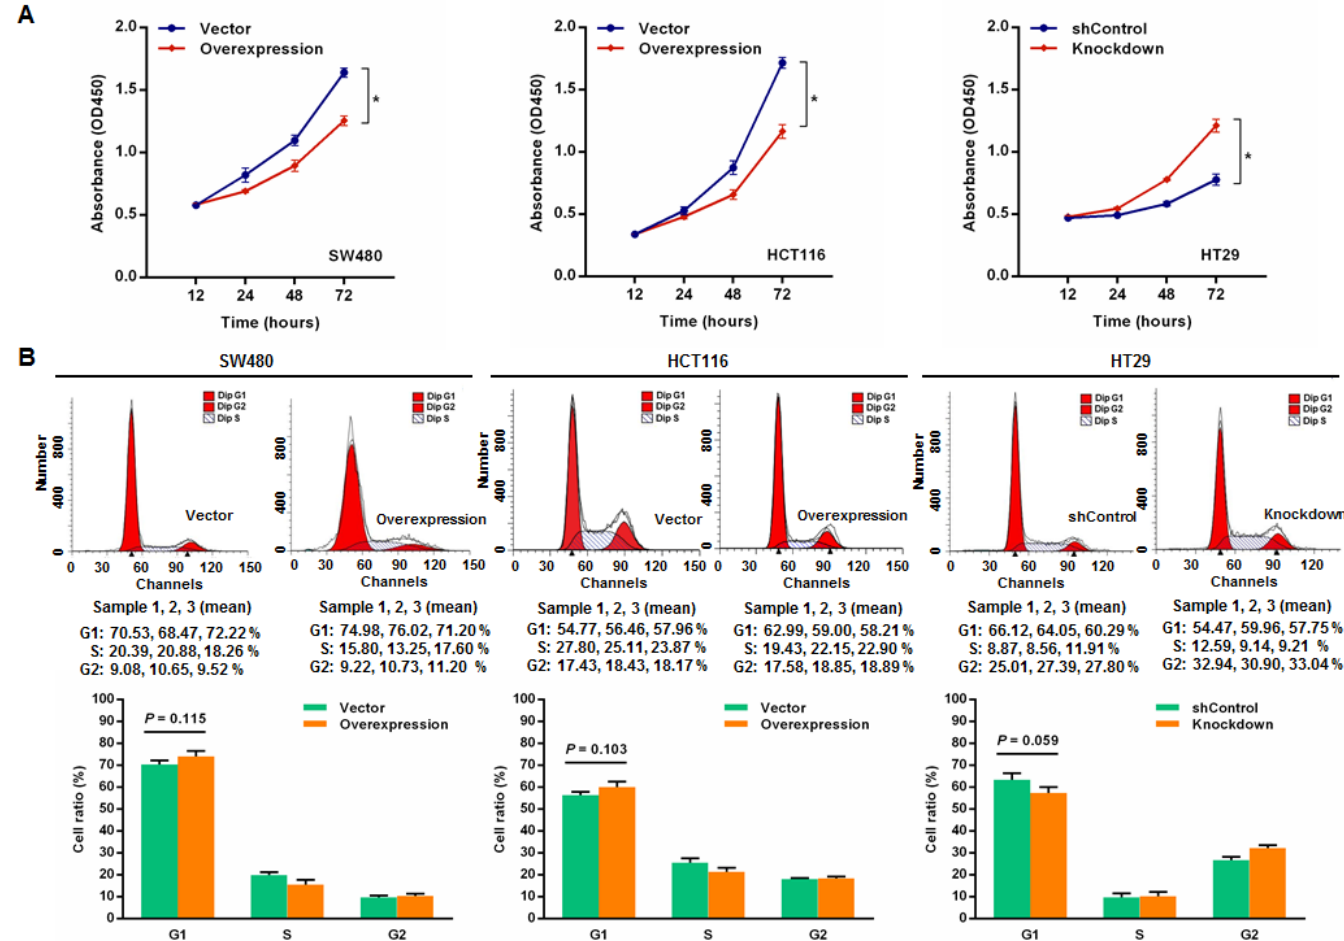 A
2.0
1.5
1.0
0.5
0.0
Absorbance (OD450)
Vector
Overexpression
*
SW480
12 24 48 72
Time (hours)
2.0
1.5
1.0
0.5
0.0
Absorbance (OD450)
Vector
Overexpression
*
HCT116
12 24 48 72
Time (hours)
2.0
1.5
1.0
0.5
0.0
Absorbance (OD450)
shControl
Knockdown
*
HT29
12 24 48 72
Time (hours)
B
SW480
Number
800
400
0
Dip G1
Dip G2
Dip S
Vector
0 30 60 90 120 150
Channels
Sample 1, 2, 3 (mean)
G1: 70.53, 68.47, 72.22 %
S: 20.39, 20.88, 18.26 %
G2: 9.08, 10.65, 9.52 %
800
400
0
Dip G1
Dip G2
Dip S
Overexpression
0 30 60 90 120 150
Channels
Sample 1, 2, 3 (mean)
G1: 74.98, 76.02, 71.20 %
S: 15.80, 13.25, 17.60 %
G2: 9.22, 10.73, 11.20 %
HCT116
Number
800
400
0
Dip G1
Dip G2
Dip S
Vector
0 30 60 90 120 150
Channels
Sample 1, 2, 3 (mean)
G1: 54.77, 56.46, 57.96 %
S: 27.80, 25.11, 23.87 %
G2: 17.43, 18.43, 18.17 %
800
400
0
Dip G1
Dip G2
Dip S
Overexpression
0 30 60 90 120 150
Channels
Sample 1, 2, 3 (mean)
G1: 62.99, 59.00, 58.21 %
S: 19.43, 22.15, 22.90 %
G2: 17.58, 18.85, 18.89 %
HT29
Number
800
400
0
Dip G1
Dip G2
Dip S
shControl
0 30 60 90 120
Channels
Sample 1, 2, 3 (mean)
G1: 66.12, 64.05, 60.29 %
S: 8.87, 8.56, 11.91 %
G2: 25.01, 27.39, 27.80 %
800
400
0
Dip G1
Dip G2
Dip S
Knockdown
0 30 60 90 120
Channels
Sample 1, 2, 3 (mean)
G1: 54.47, 59.96, 57.75 %
S: 12.59, 9.14, 9.21 %
G2: 32.94, 30.90, 33.04 %
100
90
80
70
60
50
40
30
20
10
0
Cell ratio (%)
P = 0.115
Vector
Overexpression
G1 S G2
100
90
80
70
60
50
40
30
20
10
0
Cell ratio (%)
P = 0.103
Vector
Overexpression
G1 S G2
100
90
80
70
60
50
40
30
20
10
0
Cell ratio (%)
P = 0.059
shControl
Knockdown
G1 S G2